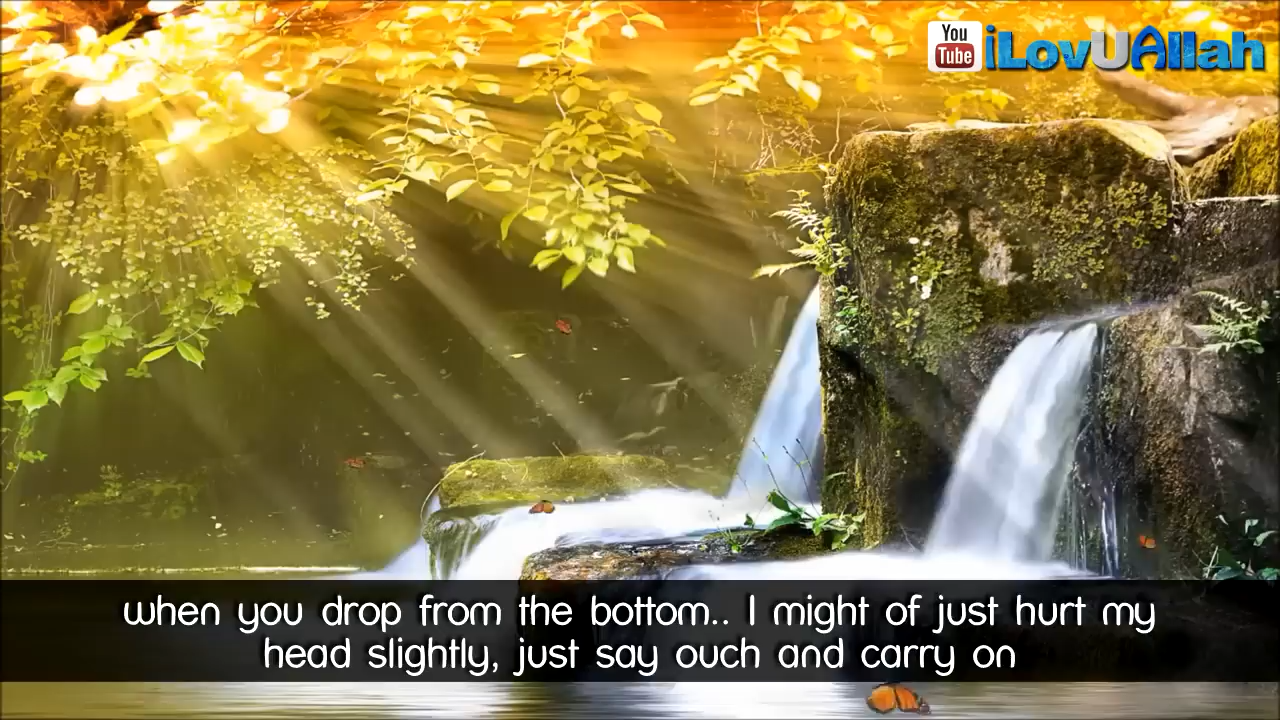 You
Tube
iLovUAllah
when you drop from the bottom.. I might of just hurt my
head slightly, just say ouch and carry on